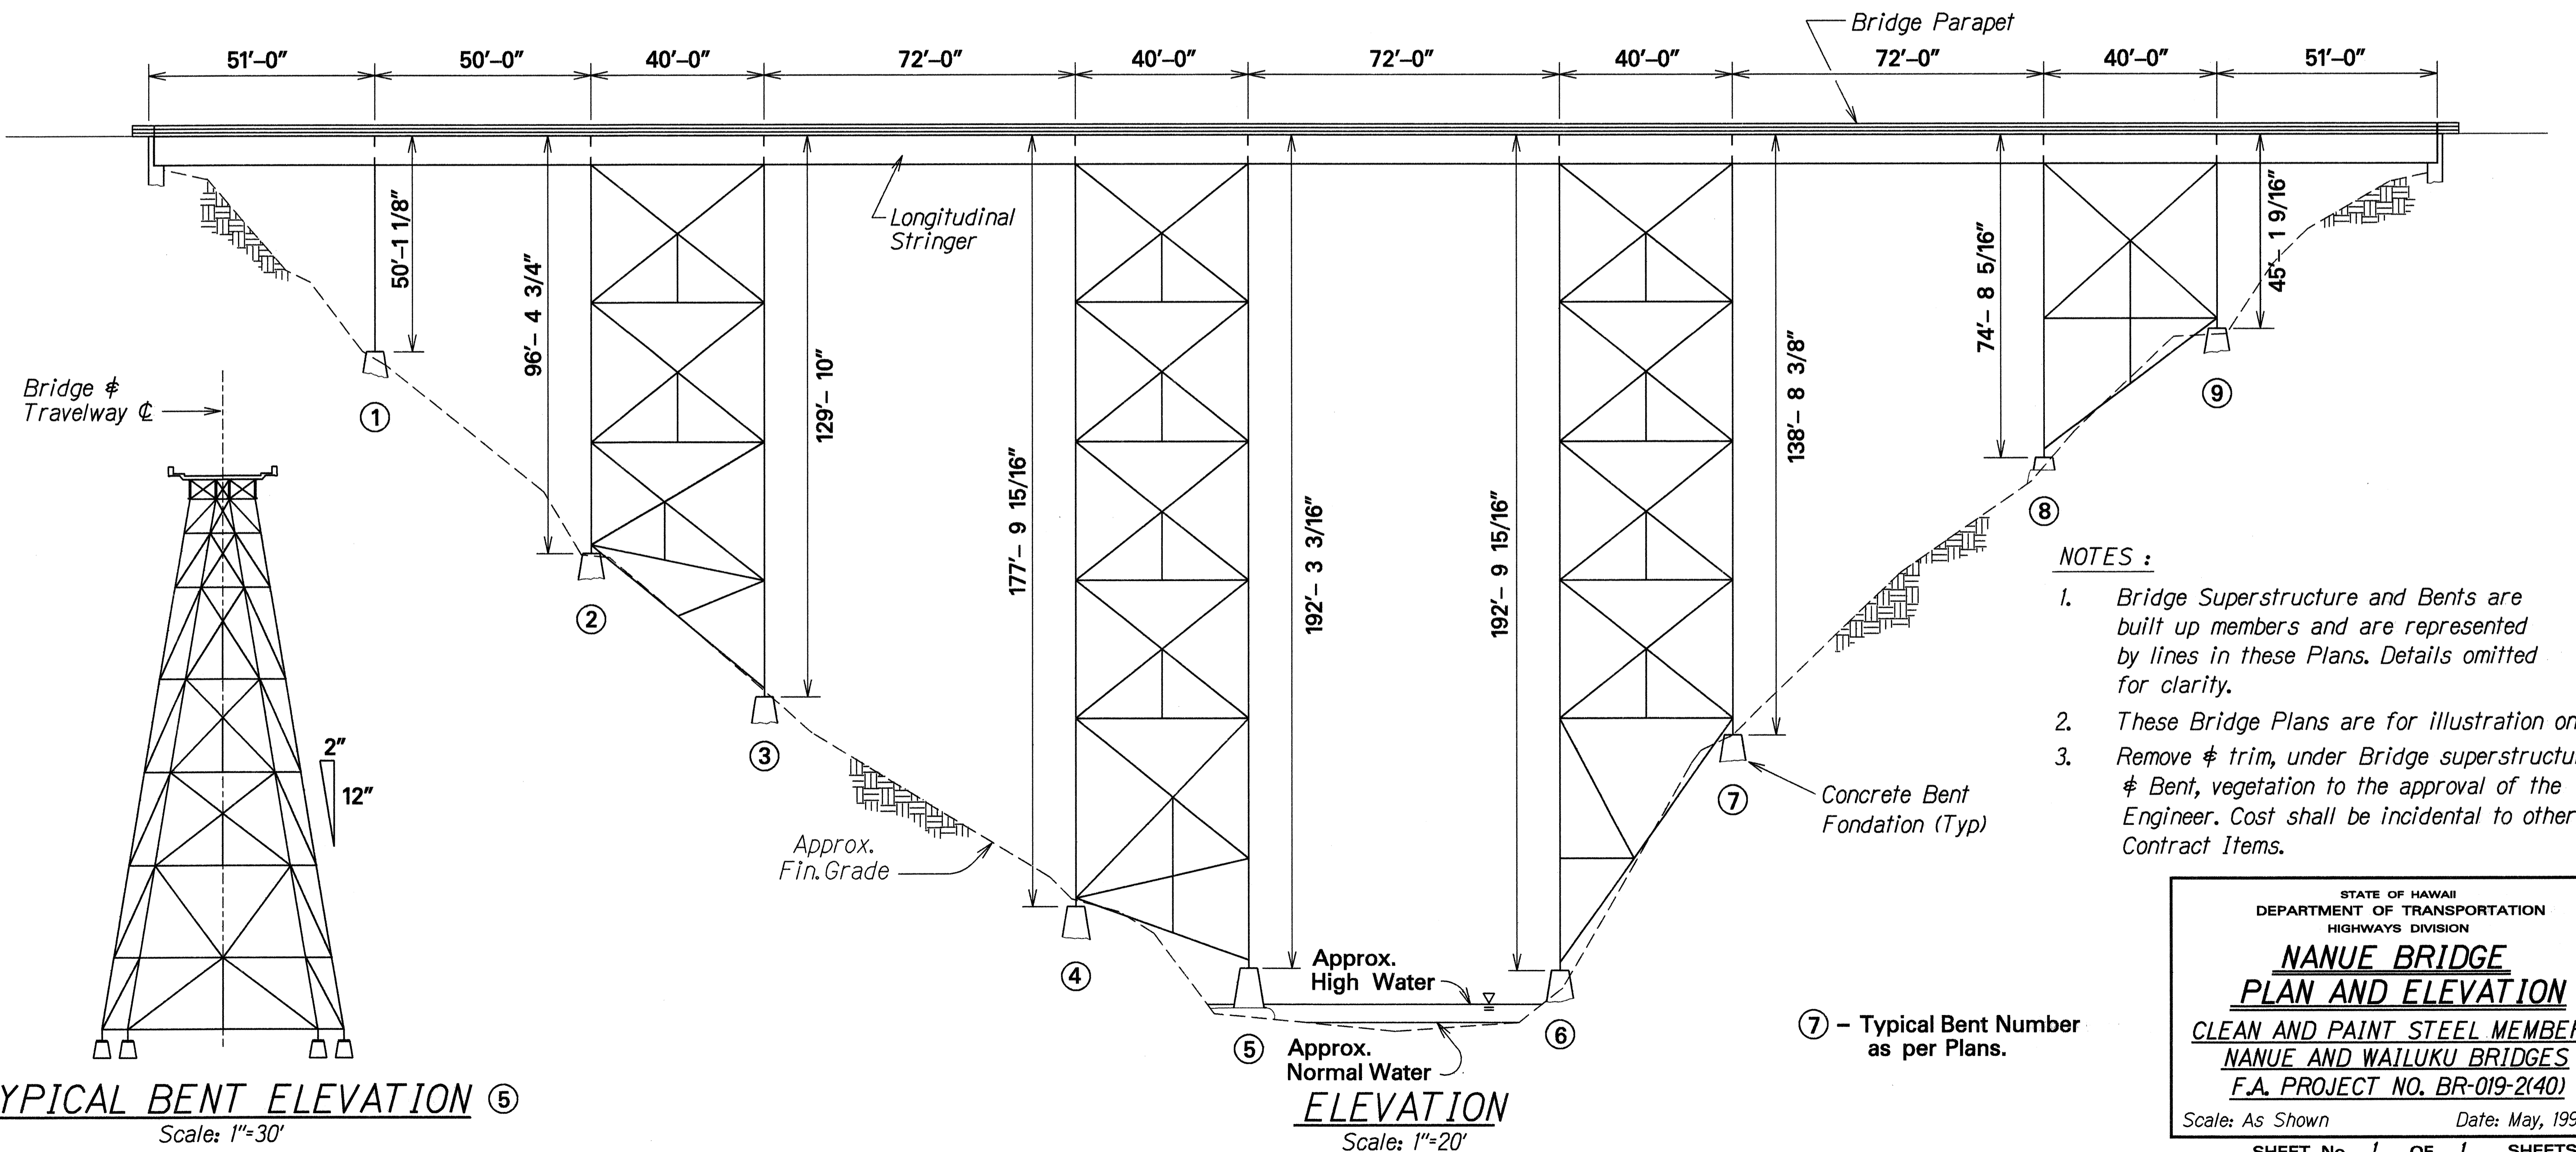 Bridge Parapet
51'–0" 50'–0" 40'–0" 72'–0" 40'–0" 72'–0" 40'–0" 72'–0" 40'–0" 51'–0"
50'–1 1/8"
96'– 4 3/4"
129'– 10"
177'– 9 15/16"
192'– 3 3/16"
192'– 9 15/16"
138'– 8 3/8"
74'– 8 5/16"
45'– 1 9/16"
Longitudinal
Stringer
Bridge &
Travelway ℄
1
2
3
4
5
6
7
8
9
2"
12"
Approx.
Fin. Grade
Approx.
High Water
Approx.
Normal Water
Concrete Bent
Fondation (Typ)
NOTES :
1. Bridge Superstructure and Bents are
built up members and are represented
by lines in these Plans. Details omitted
for clarity.
2. These Bridge Plans are for illustration on
3. Remove & trim, under Bridge superstructu
& Bent, vegetation to the approval of the
Engineer. Cost shall be incidental to other
Contract Items.
7 – Typical Bent Number
as per Plans.
YPICAL BENT ELEVATION 5
Scale: 1"=30'
ELEVATION
Scale: 1"=20'
STATE OF HAWAII
DEPARTMENT OF TRANSPORTATION
HIGHWAYS DIVISION
NANUE BRIDGE
PLAN AND ELEVATION
CLEAN AND PAINT STEEL MEMBER
NANUE AND WAILUKU BRIDGES
F.A. PROJECT NO. BR-019-2(40)
Scale: As Shown Date: May, 199
SHEET No. 1 OF 1 SHEETS